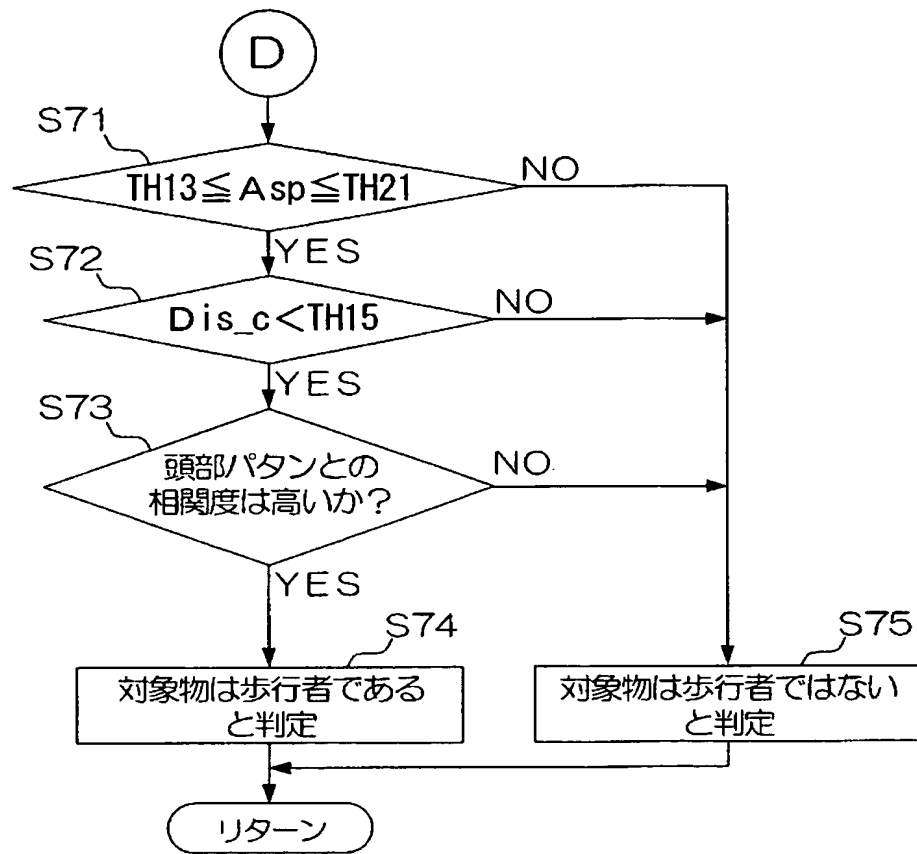 D
S71
TH13≦Asp≦TH21
NO
YES
S72
Dis_c<TH15
NO
YES
S73
頭部パタンとの
相関度は高いか？
NO
YES
S74
対象物は歩行者である
と判定
S75
対象物は歩行者ではない
と判定
リターン